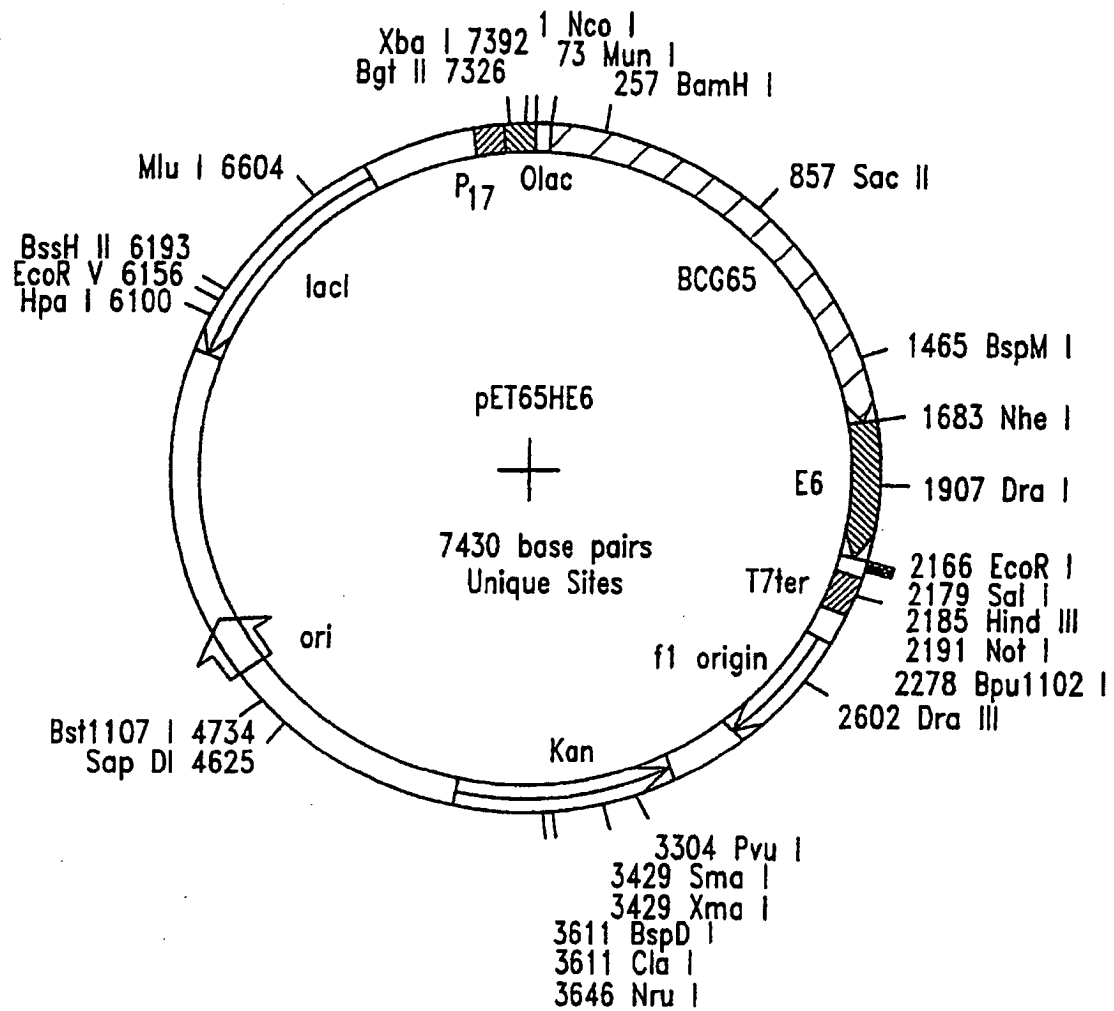 1 Nco I
Xba I 7392
73 Mun I
Bgt II 7326
257 BamH I
Mlu I 6604
P17
Olac
857 Sac II
BssH II 6193
EcoR V 6156
Hpa I 6100
lacI
BCG65
1465 BspM I
pET65HE6
1683 Nhe I
E6
1907 Dra I
7430 base pairs
Unique Sites
T7ter
2166 EcoR I
2179 Sal I
2185 Hind III
2191 Not I
2278 Bpu1102 I
2602 Dra III
ori
f1 origin
Bst1107 I 4734
Sap DI 4625
Kan
3304 Pvu I
3429 Sma I
3429 Xma I
3611 BspD I
3611 Cla I
3646 Nru I